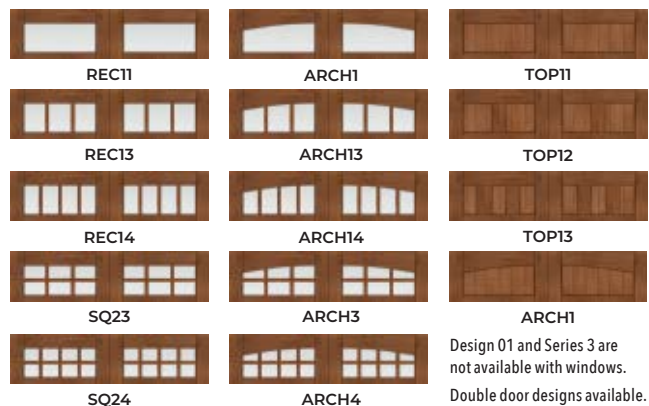 REC11
ARCH1
TOP11
REC13
ARCH13
TOP12
REC14
ARCH14
TOP13
SQ23
ARCH3
ARCH1
SQ24
ARCH4
Design 01 and Series 3 are
not available with windows.
Double door designs available.